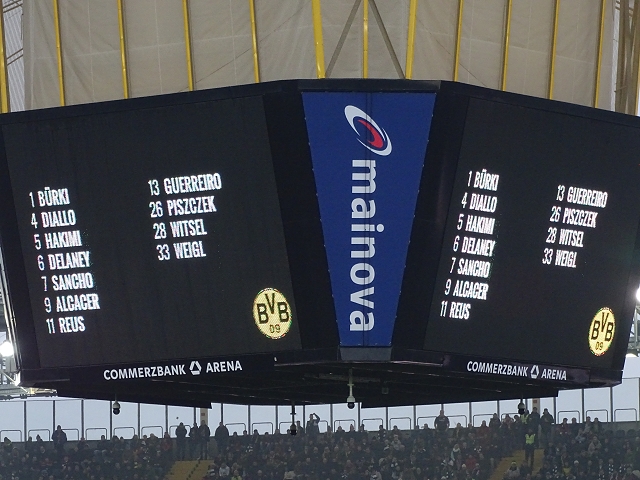 1 BÜRKI
4 DIALLO
5 HAKIMI
6 DELANEY
7 SANCHO
9 ALCACER
11 REUS
13 GUERREIRO
26 PISZCZEK
28 WITSEL
33 WEIGL
BVB
09
COMMERZBANK ARENA
mainova
1 BÜRKI
4 DIALLO
5 HAKIMI
6 DELANEY
7 SANCHO
9 ALCACER
11 REUS
13 GUERREIRO
26 PISZCZEK
28 WITSEL
33 WEIGL
BVB
09
COMMERZBANK ARENA